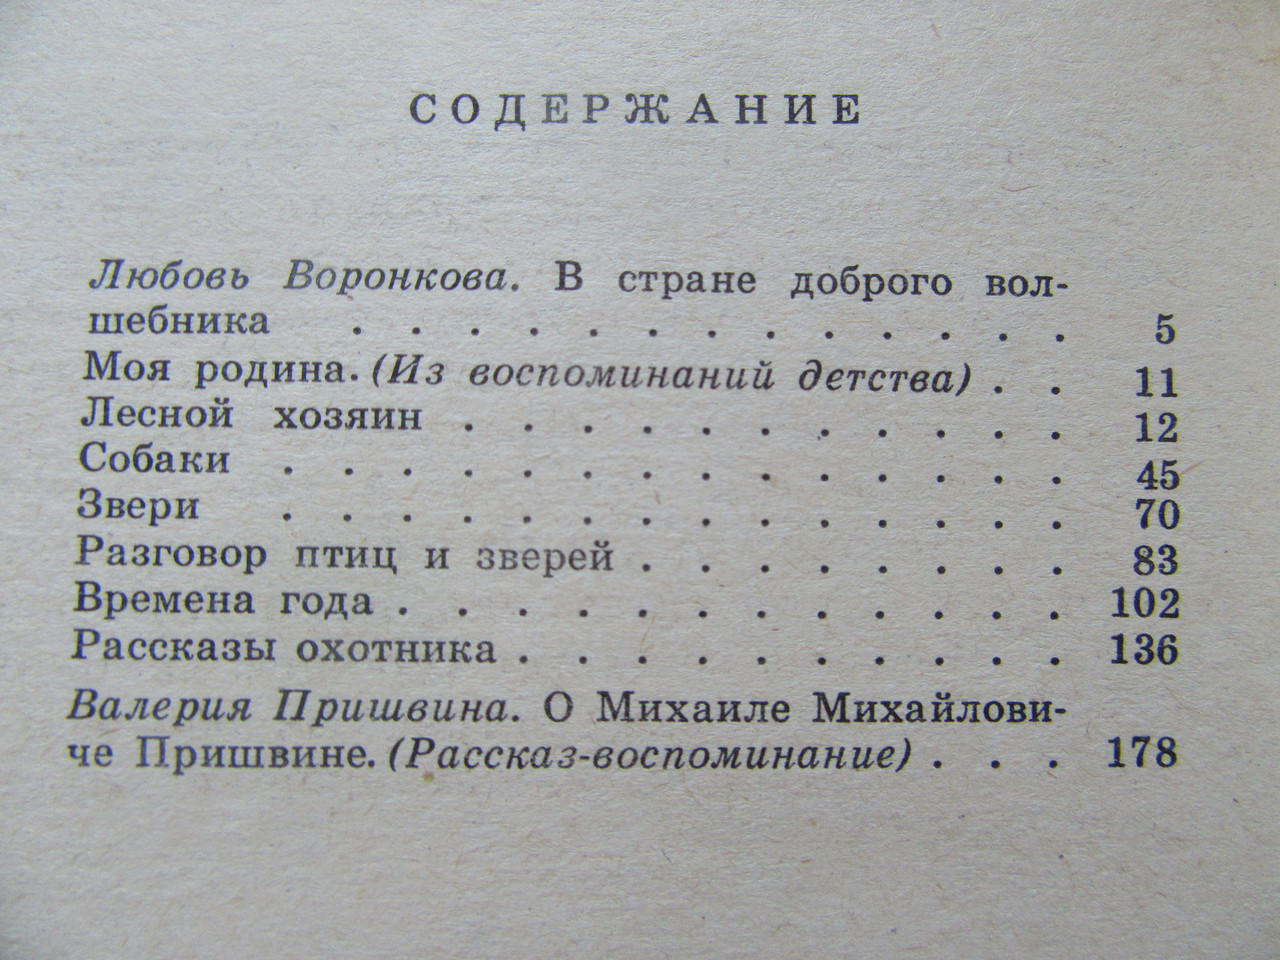 СОДЕРЖАНИЕ
Любовь Воронкова. В стране доброго вол-
шебника . . . . . . . . . . . . . 5
Моя родина. (Из воспоминаний детства) . . 11
Лесной хозяин . . . . . . . . . . . 12
Собаки . . . . . . . . . . . . . . 45
Звери . . . . . . . . . . . . . . 70
Разговор птиц и зверей . . . . . . . . 83
Времена года . . . . . . . . . . . . 102
Рассказы охотника . . . . . . . . . . 136
Валерия Пришвина. О Михаиле Михайлови-
че Пришвине. (Рассказ-воспоминание) . . . 178